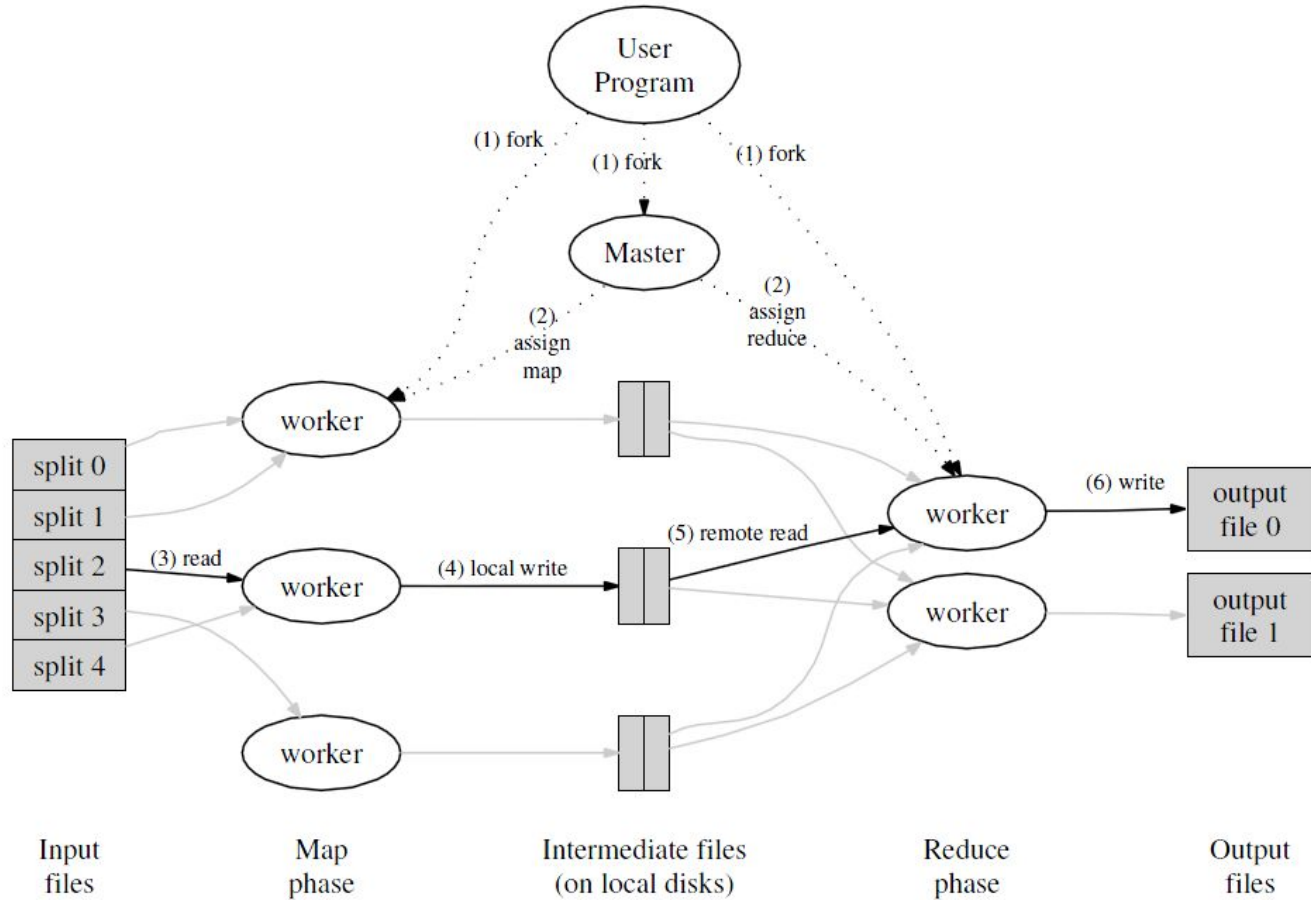 User
Program
(1) fork
(1) fork
(1) fork
Master
(2)
assign
map
(2)
assign
reduce
worker
split 0
split 1
split 2
split 3
split 4
(3) read
worker
(4) local write
(5) remote read
worker
(6) write
output
file 0
worker
output
file 1
worker
Input
files
Map
phase
Intermediate files
(on local disks)
Reduce
phase
Output
files